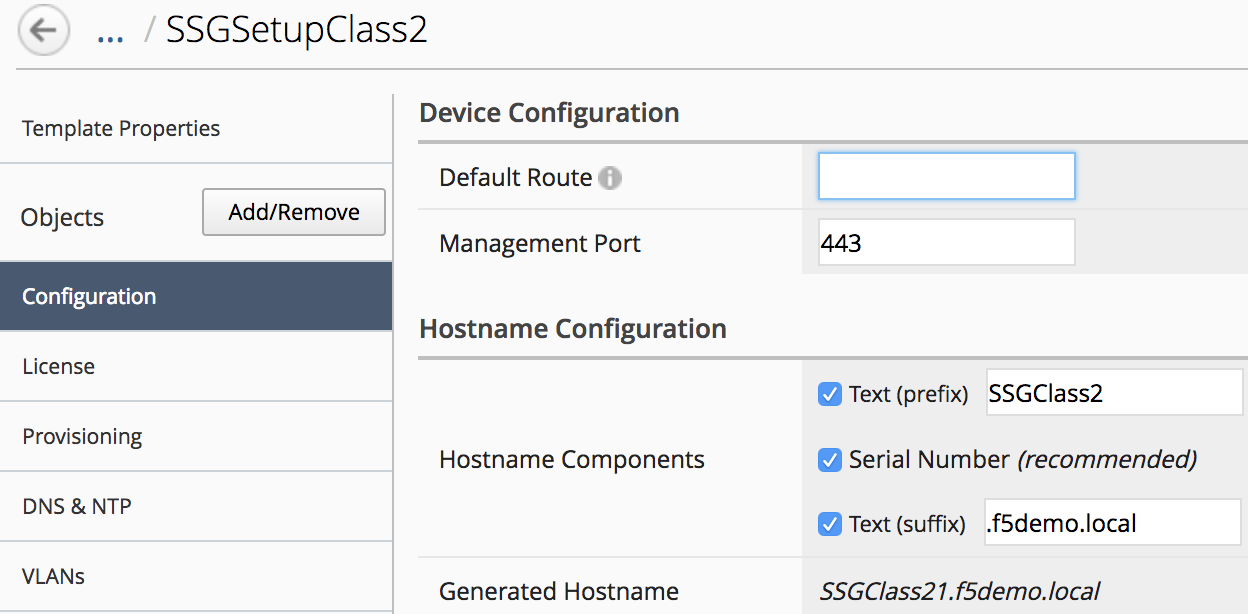 ... / SSGSetupClass2
Template Properties
Objects
Add/Remove
Configuration
License
Provisioning
DNS & NTP
VLANs
Device Configuration
Default Route
Management Port 443
Hostname Configuration
Hostname Components
Text (prefix) SSGClass2
Serial Number (recommended)
Text (suffix) .f5demo.local
Generated Hostname SSGClass21.f5demo.local